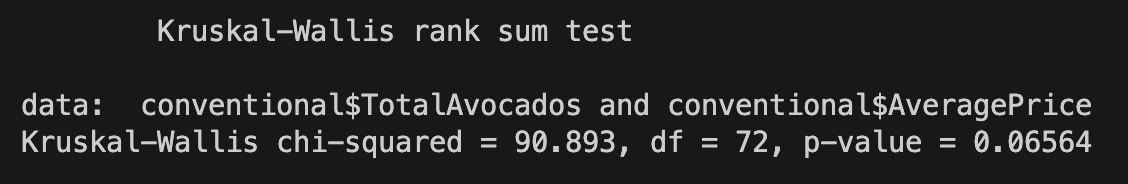 Kruskal-Wallis rank sum test
data:  conventional$TotalAvocados and conventional$AveragePrice
Kruskal-Wallis chi-squared = 90.893, df = 72, p-value = 0.06564